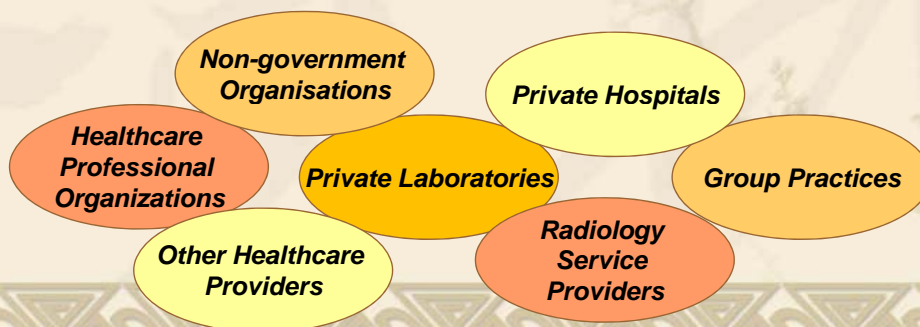 Non-government
Organisations
Private Hospitals
Healthcare
Professional
Organizations
Private Laboratories
Group Practices
Other Healthcare
Providers
Radiology
Service
Providers